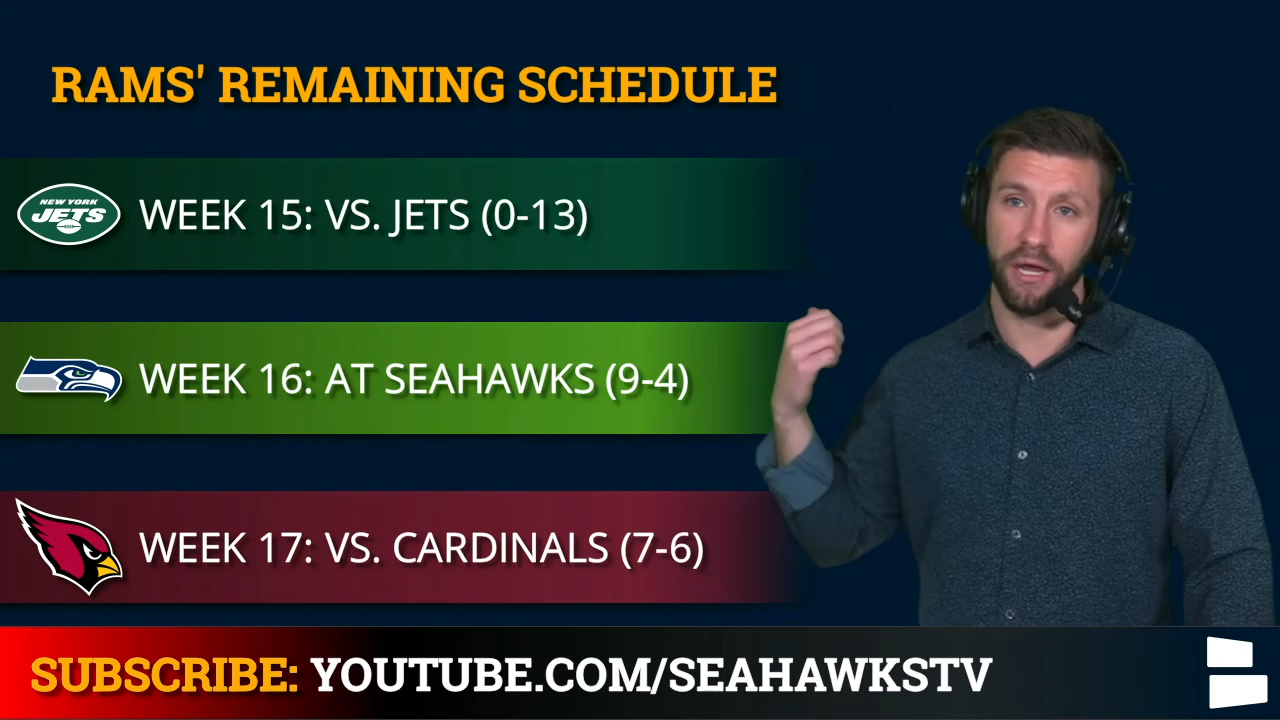 RAMS' REMAINING SCHEDULE
NEW YORK
JETS
WEEK 15: VS. JETS (0-13)
WEEK 16: AT SEAHAWKS (9-4)
WEEK 17: VS. CARDINALS (7-6)
SUBSCRIBE: YOUTUBE.COM/SEAHAWKSTV